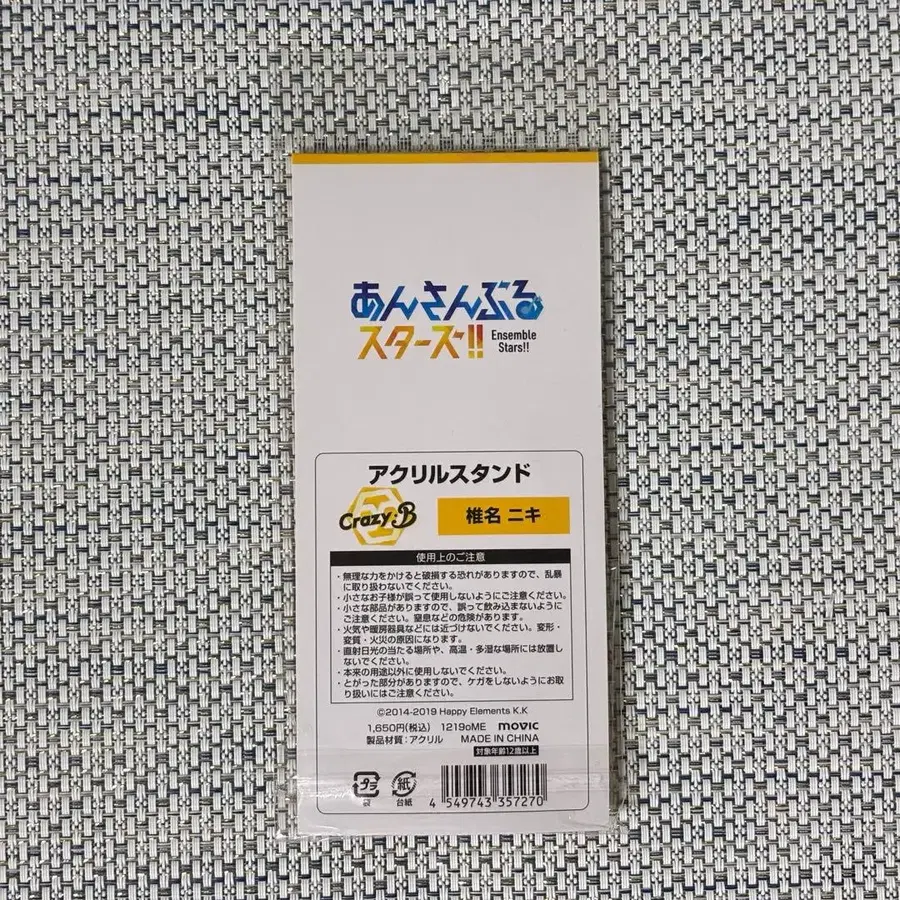 あんさんぶる
スターズ!!
Ensemble
Stars!!
アクリルスタンド
Crazy:B
椎名 ニキ
使用上のご注意
・無理な力をかけると破損する恐れがありますので、乱暴
に取り扱わないでください。
・小さなお子様が誤って使用しないようにご注意ください。
・小さな部品がありますので、誤って飲み込まないように
ご注意ください。窒息などの危険があります。
・火気や暖房器具などには近づけないでください。変形・
変質・火災の原因になります。
・直射日光の当たる場所や、高温・多湿な場所には放置し
ないでください。
・本来の用途以外に使用しないでください。
・とがった部分がありますので、ケガをしないようにお取
り扱いにはご注意ください。
©2014-2019 Happy Elements K.K
1,650円(税込) 1219oME movic
製品材質：アクリル MADE IN CHINA
対象年齢12歳以上
プラ
紙
台紙
4 549743 357270